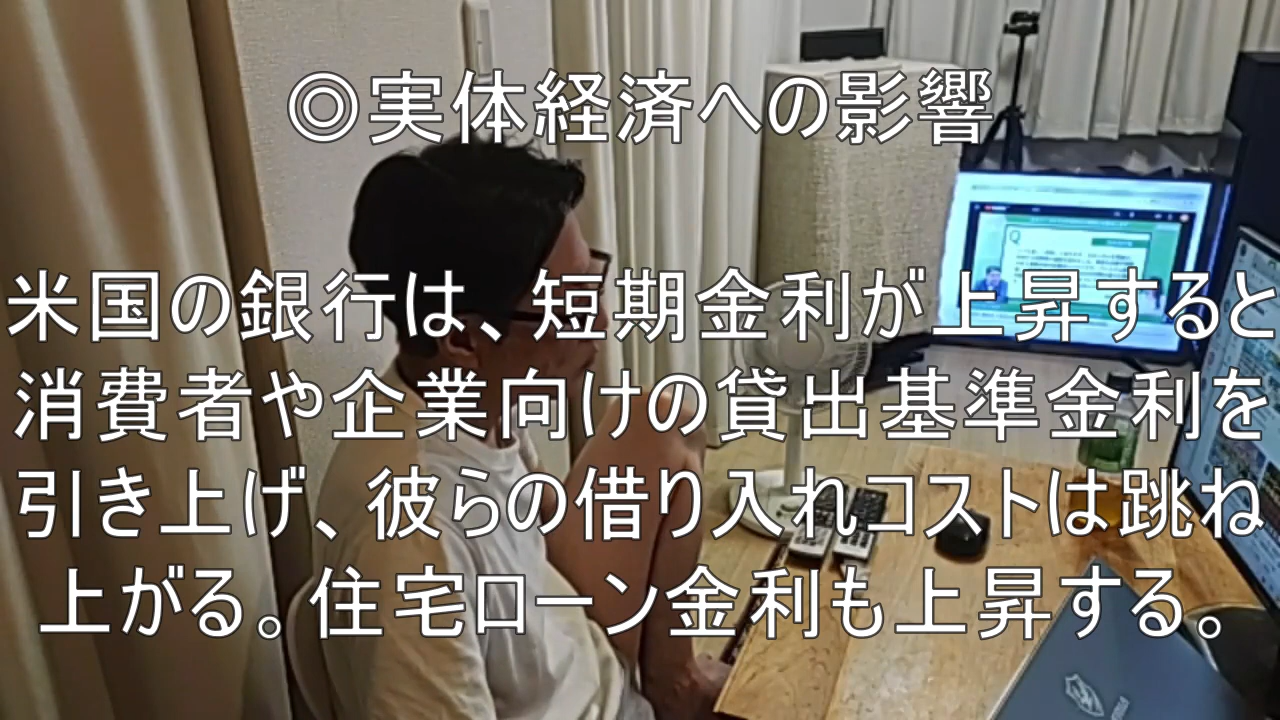 ◎実体経済への影響
米国の銀行は、短期金利が上昇すると
消費者や企業向けの貸出基準金利を
引き上げ、彼らの借り入れコストは跳ね
上がる。住宅ローン金利も上昇する。